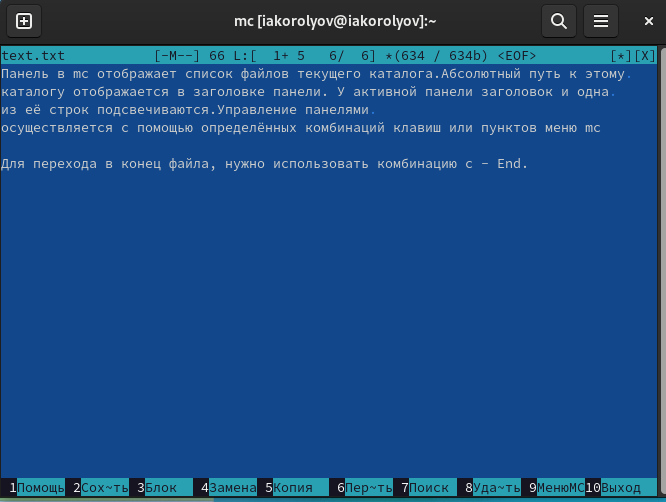 mc [iakorolyov@iakorolyov]:~
text.txt [-M--] 66 L:[ 1+ 5 6/ 6] *(634 / 634b) <EOF> [*][X]
Панель в mc отображает список файлов текущего каталога.Абсолютный путь к этому.
каталогу отображается в заголовке панели. У активной панели заголовок и одна.
из её строк подсвечиваются.Управление панелями.
осуществляется с помощью определённых комбинаций клавиш или пунктов меню mc
Для перехода в конец файла, нужно использовать комбинацию c - End.
1Помощь 2Сох~ть 3Блок 4Замена 5Копия 6Пер~ть 7Поиск 8Уда~ть 9МенюMC10Выход